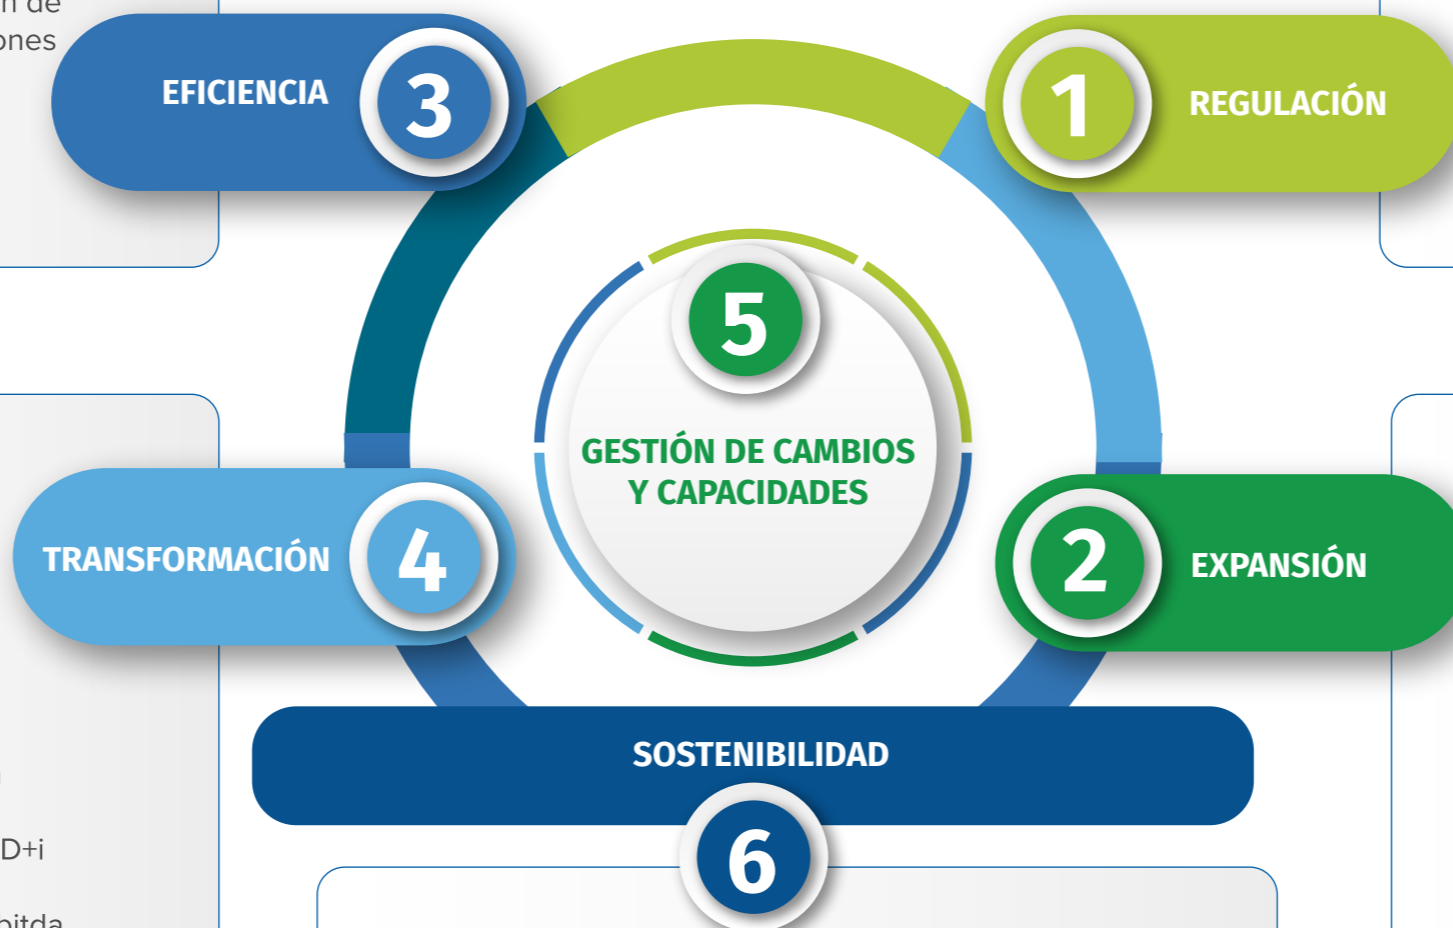 EFICIENCIA
3
1
REGULACIÓN
5
GESTIÓN DE CAMBIOS
Y CAPACIDADES
TRANSFORMACIÓN
4
2
EXPANSIÓN
SOSTENIBILIDAD
6
D+i